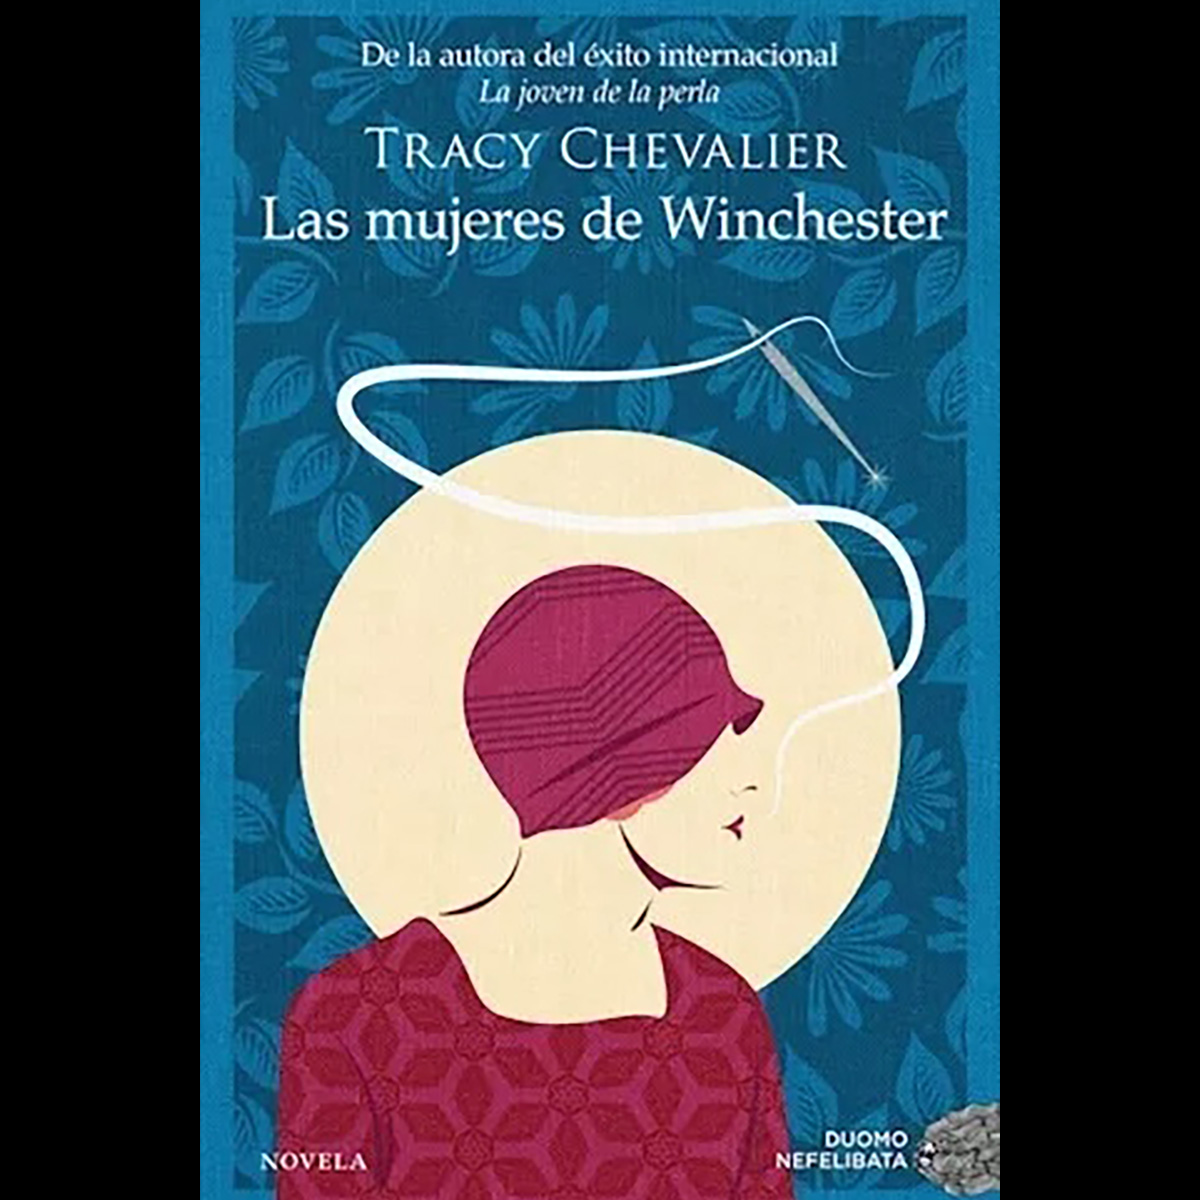 De la autora del éxito internacional
La joven de la perla
TRACY CHEVALIER
Las mujeres de Winchester
NOVELA
DUOMO
NEFELIBATA